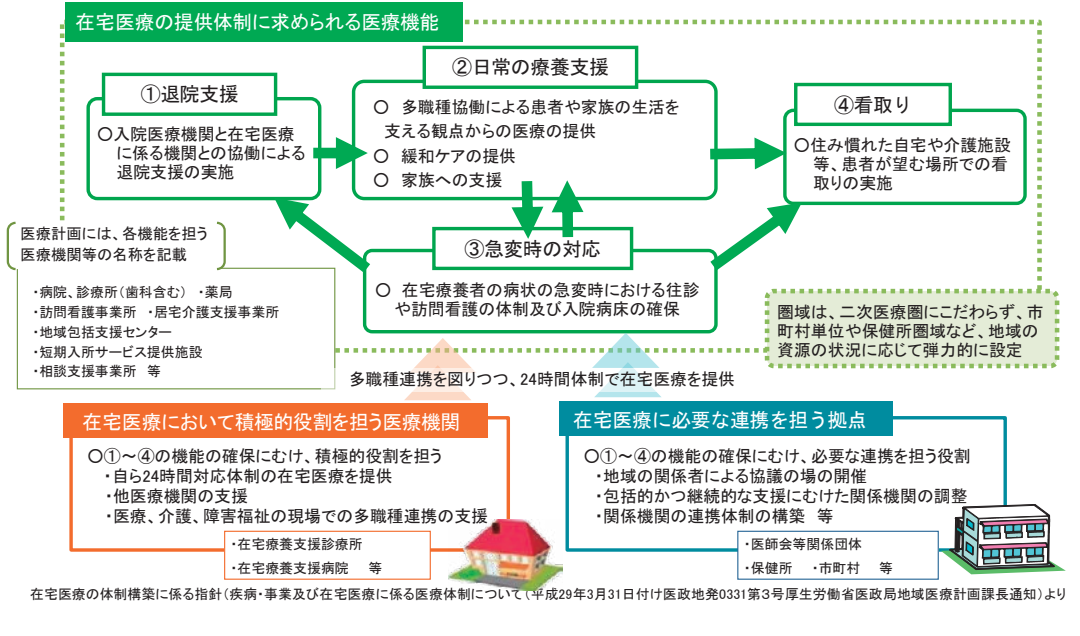 在宅医療の提供体制に求められる医療機能
①退院支援
○入院医療機関と在宅医療
に係る機関との協働による
退院支援の実施
②日常の療養支援
○ 多職種協働による患者や家族の生活を
支える観点からの医療の提供
○ 緩和ケアの提供
○ 家族への支援
④看取り
○住み慣れた自宅や介護施設
等、患者が望む場所での看
取りの実施
③急変時の対応
○ 在宅療養者の病状の急変時における往診
や訪問看護の体制及び入院病床の確保
医療計画には、各機能を担う
医療機関等の名称を記載
・病院、診療所(歯科含む) ・薬局
・訪問看護事業所 ・居宅介護支援事業所
・地域包括支援センター
・短期入所サービス提供施設
・相談支援事業所 等
圏域は、二次医療圏にこだわらず、市
町村単位や保健所圏域など、地域の
資源の状況に応じて弾力的に設定
多職種連携を図りつつ、24時間体制で在宅医療を提供
在宅医療において積極的役割を担う医療機関
○①~④の機能の確保にむけ、積極的役割を担う
・自ら24時間対応体制の在宅医療を提供
・他医療機関の支援
・医療、介護、障害福祉の現場での多職種連携の支援
・在宅療養支援診療所
・在宅療養支援病院 等
在宅医療に必要な連携を担う拠点
○①~④の機能の確保にむけ、必要な連携を担う役割
・地域の関係者による協議の場の開催
・包括的かつ継続的な支援にむけた関係機関の調整
・関係機関の連携体制の構築 等
・医師会等関係団体
・保健所 ・市町村 等
在宅医療の体制構築に係る指針(疾病・事業及び在宅医療に係る医療体制について(平成29年3月31日付け医政地発0331第3号厚生労働省医政局地域医療計画課長通知)より